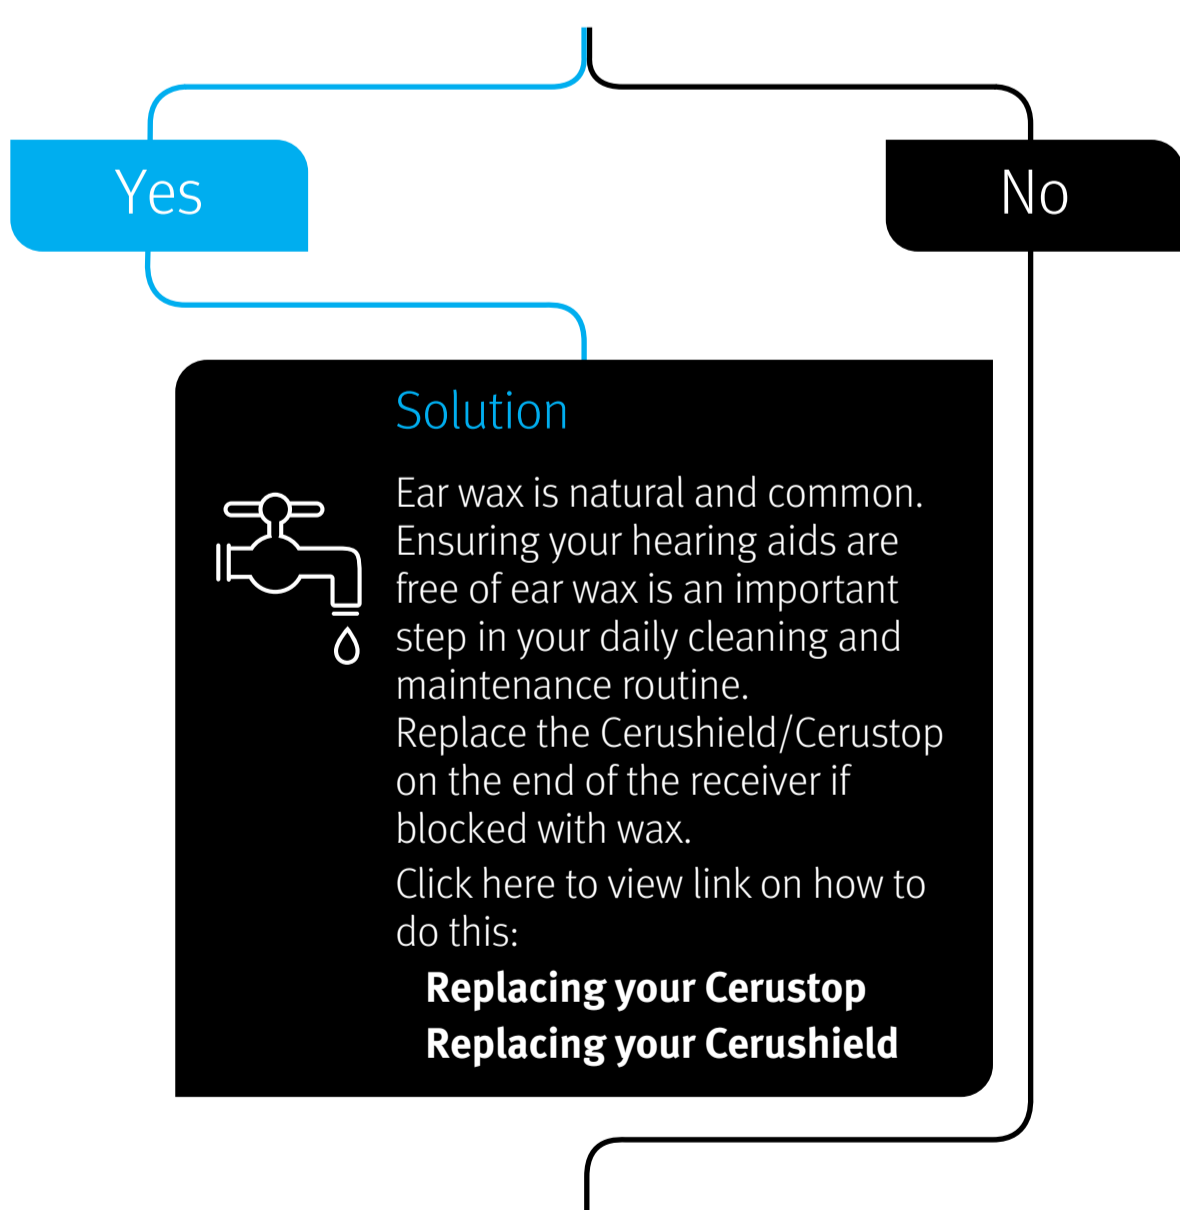 Yes
No
Solution
Ear wax is natural and common.
Ensuring your hearing aids are
free of ear wax is an important
step in your daily cleaning and
maintenance routine.
Replace the Cerushield/Cerustop
on the end of the receiver if
blocked with wax.
Click here to view link on how to
do this:
Replacing your Cerustop
Replacing your Cerushield